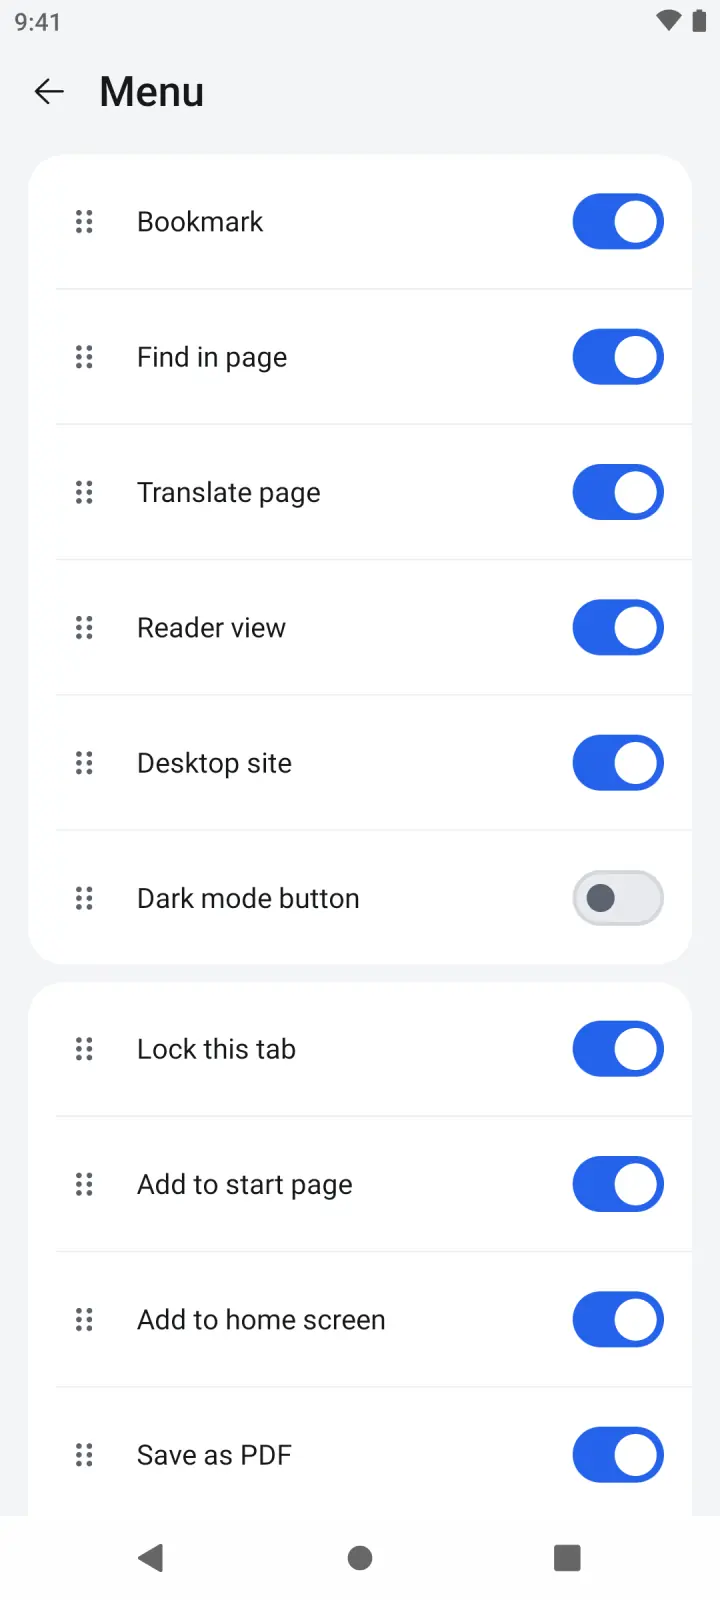 9:41
Menu
Bookmark
Find in page
Translate page
Reader view
Desktop site
Dark mode button
Lock this tab
Add to start page
Add to home screen
Save as PDF